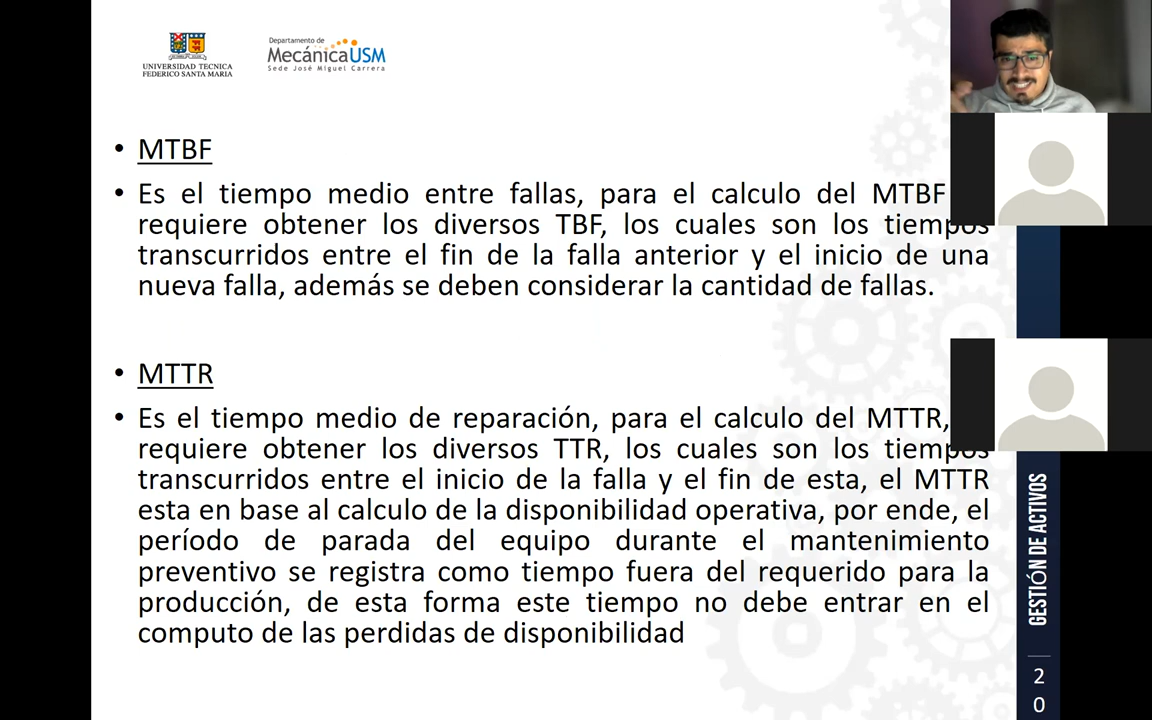 UNIVERSIDAD TECNICA
FEDERICO SANTA MARIA
Departamento de
MecánicaUSM
Sede José Miguel Carrera
• MTBF
• Es el tiempo medio entre fallas, para el calculo del MTBF
requiere obtener los diversos TBF, los cuales son los tiempos
transcurridos entre el fin de la falla anterior y el inicio de una
nueva falla, además se deben considerar la cantidad de fallas.
• MTTR
• Es el tiempo medio de reparación, para el calculo del MTTR,
requiere obtener los diversos TTR, los cuales son los tiempos
transcurridos entre el inicio de la falla y el fin de esta, el MTTR
esta en base al calculo de la disponibilidad operativa, por ende, el
período de parada del equipo durante el mantenimiento
preventivo se registra como tiempo fuera del requerido para la
producción, de esta forma este tiempo no debe entrar en el
computo de las perdidas de disponibilidad
GESTIÓN DE ACTIVOS
2
0